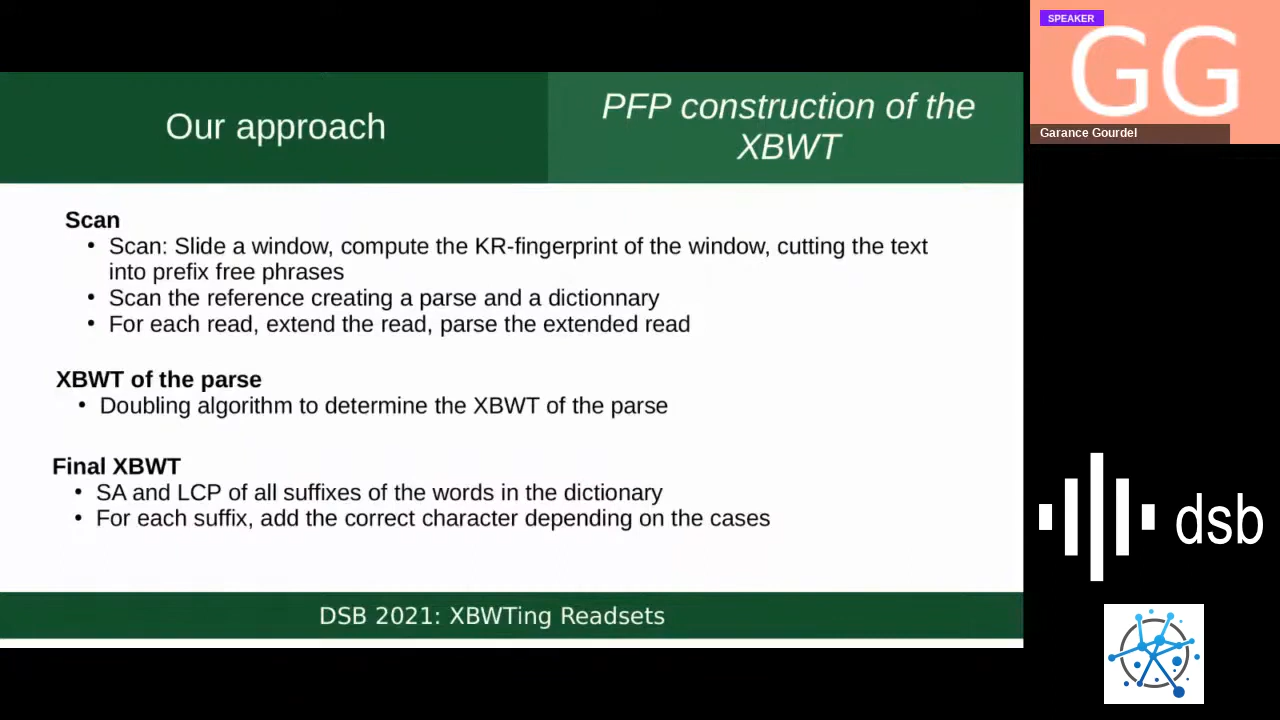 Our approach
PFP construction of the
XBWT
Scan
• Scan: Slide a window, compute the KR-fingerprint of the window, cutting the text
into prefix free phrases
• Scan the reference creating a parse and a dictionnary
• For each read, extend the read, parse the extended read
XBWT of the parse
• Doubling algorithm to determine the XBWT of the parse
Final XBWT
• SA and LCP of all suffixes of the words in the dictionary
• For each suffix, add the correct character depending on the cases
DSB 2021: XBWTing Readsets
SPEAKER
GG
Garance Gourdel
dsb